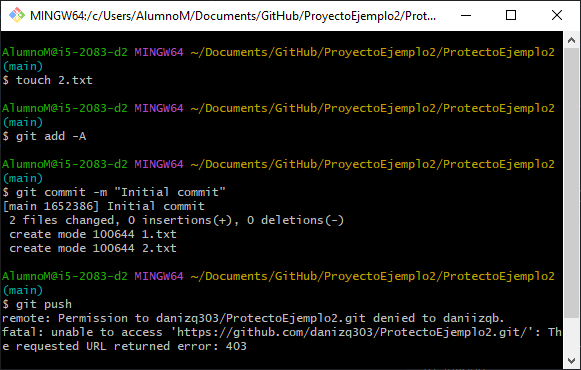 MINGW64:/c/Users/AlumnoM/Documents/GitHub/ProyectoEjemplo2/Prot...
AlumnoM@i5-2083-d2 MINGW64 ~/Documents/GitHub/ProyectoEjemplo2/ProtectoEjemplo2
(main)
$ touch 2.txt
AlumnoM@i5-2083-d2 MINGW64 ~/Documents/GitHub/ProyectoEjemplo2/ProtectoEjemplo2
(main)
$ git add -A
AlumnoM@i5-2083-d2 MINGW64 ~/Documents/GitHub/ProyectoEjemplo2/ProtectoEjemplo2
(main)
$ git commit -m "Initial commit"
[main 1652386] Initial commit
2 files changed, 0 insertions(+), 0 deletions(-)
create mode 100644 1.txt
create mode 100644 2.txt
AlumnoM@i5-2083-d2 MINGW64 ~/Documents/GitHub/ProyectoEjemplo2/ProtectoEjemplo2
(main)
$ git push
remote: Permission to danizq303/ProtectoEjemplo2.git denied to daniizqb.
fatal: unable to access 'https://github.com/danizq303/ProtectoEjemplo2.git/': Th
e requested URL returned error: 403